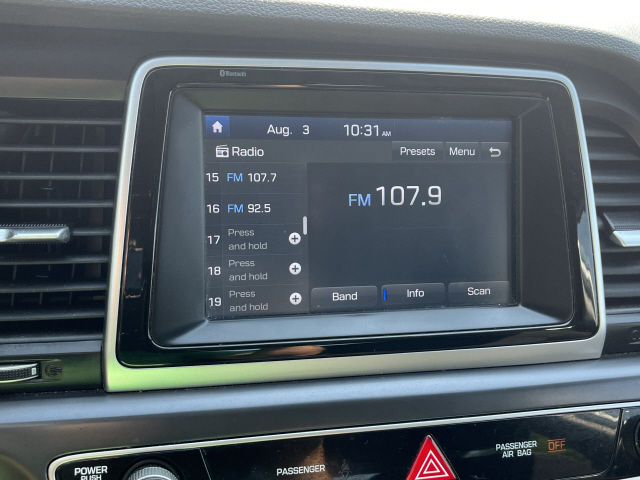 Bluetooth
Aug. 3 10:31 AM
Radio Presets Menu
15 FM 107.7
16 FM 92.5
17 Press and hold
18 Press and hold
19 Press and hold
FM 107.9
Band Info Scan
POWER
PUSH
PASSENGER
PASSENGER
AIR BAG OFF